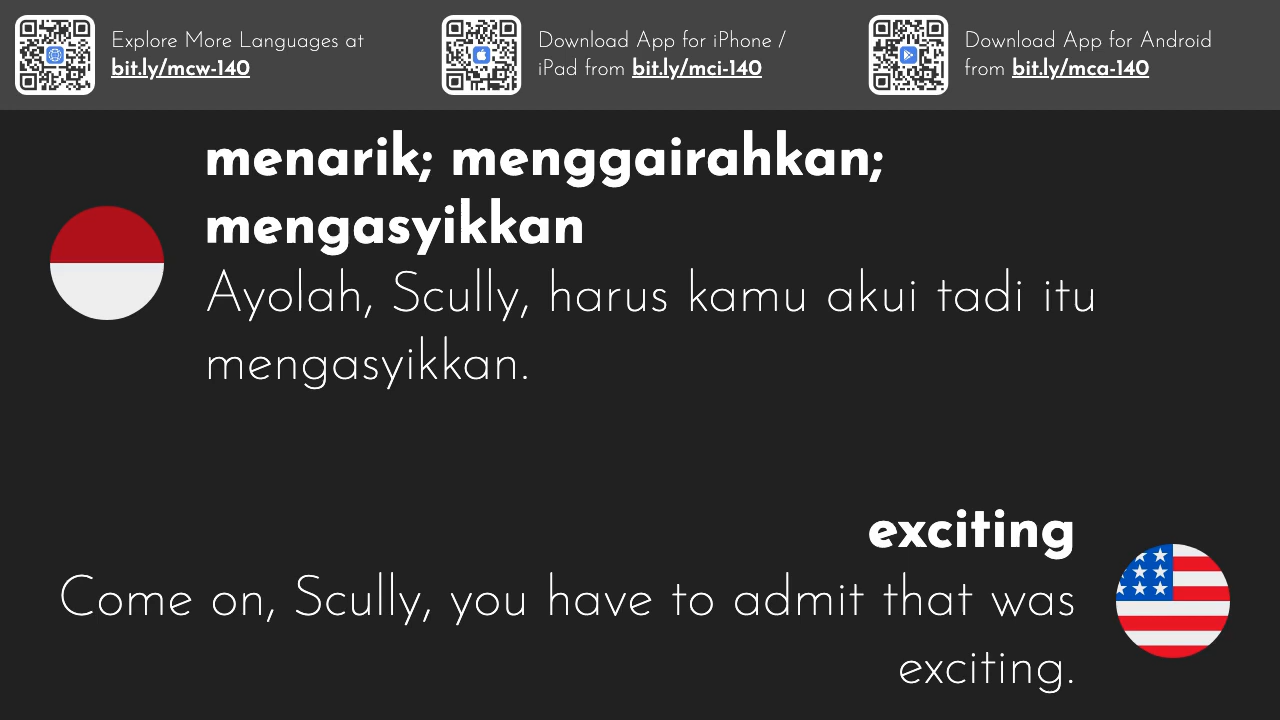 Explore More Languages at
bit.ly/mcw-140
Download App for iPhone /
iPad from bit.ly/mci-140
Download App for Android
from bit.ly/mca-140
menarik; menggairahkan;
mengasyikkan
Ayolah, Scully, harus kamu akui tadi itu
mengasyikkan.
exciting
Come on, Scully, you have to admit that was
exciting.